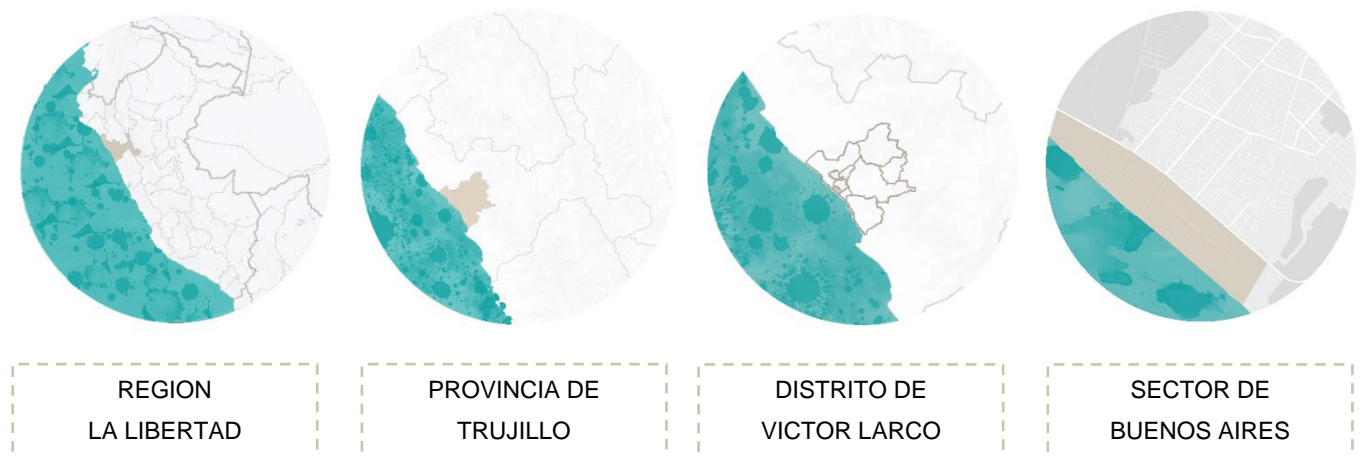 REGION
LA LIBERTAD
PROVINCIA DE
TRUJILLO
DISTRITO DE
VICTOR LARCO
SECTOR DE
BUENOS AIRES